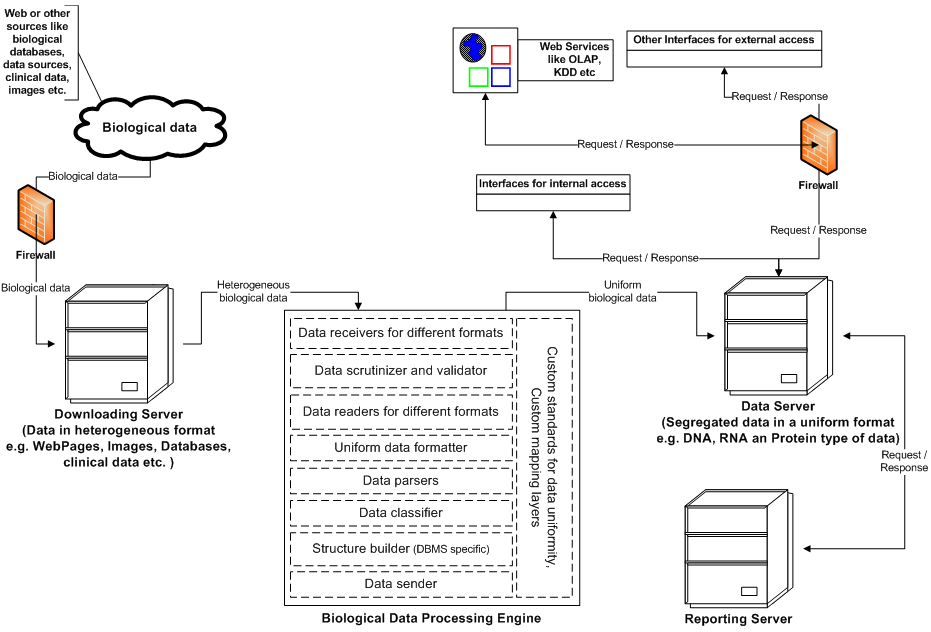 Web or other
sources like
biological
databases,
data sources,
clinical data,
images etc.
Biological data
Biological data
Firewall
Biological data
Downloading Server
(Data in heterogeneous format
e.g. WebPages, Images, Databases,
clinical data etc. )
Heterogeneous
biological data
Data receivers for different formats
Data scrutinizer and validator
Data readers for different formats
Uniform data formatter
Data parsers
Data classifier
Structure builder (DBMS specific)
Data sender
Custom standards for data uniformity,
Custom mapping layers
Biological Data Processing Engine
Uniform
biological data
Web Services
like OLAP,
KDD etc
Other Interfaces for external access
Request / Response
Request / Response
Firewall
Interfaces for internal access
Request / Response
Request / Response
Data Server
(Segregated data in a uniform format
e.g. DNA, RNA an Protein type of data)
Request /
Response
Reporting Server